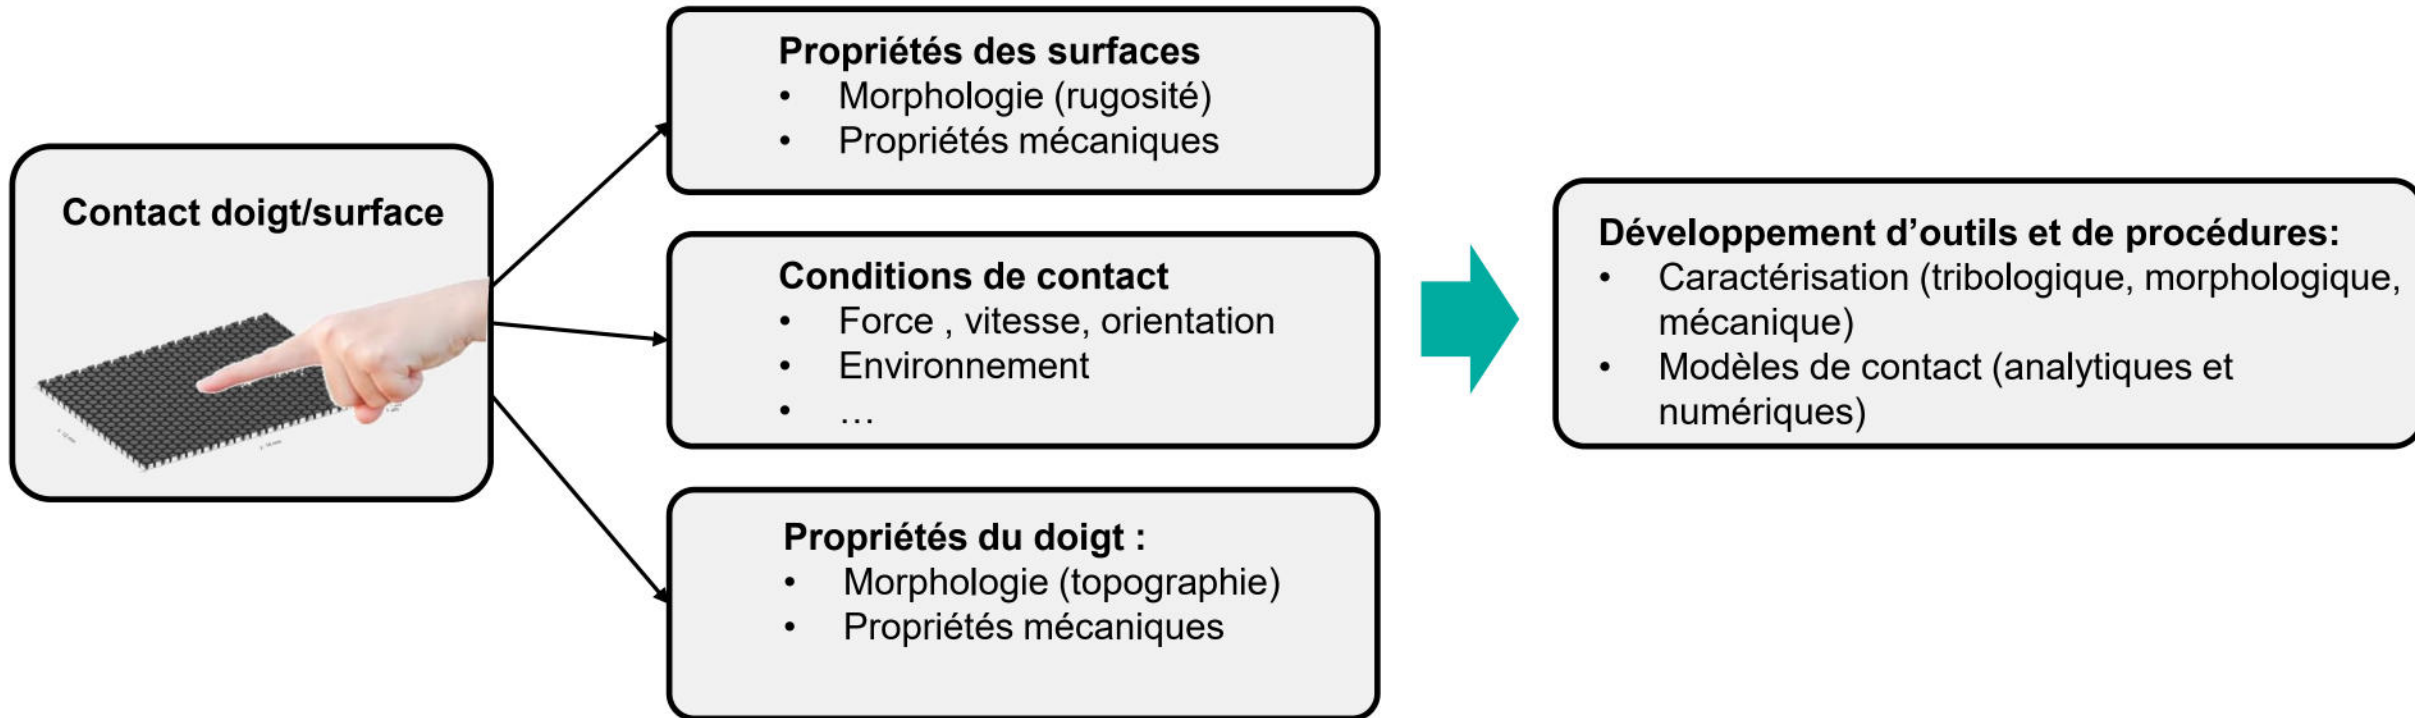 Contact doigt/surface
Propriétés des surfaces
• Morphologie (rugosité)
• Propriétés mécaniques
Conditions de contact
• Force , vitesse, orientation
• Environnement
• …
Propriétés du doigt :
• Morphologie (topographie)
• Propriétés mécaniques
Développement d’outils et de procédures:
• Caractérisation (tribologique, morphologique,
mécanique)
• Modèles de contact (analytiques et
numériques)